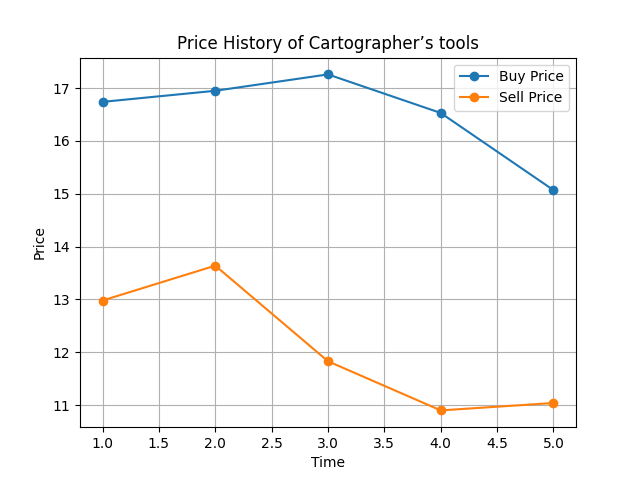 Price History of Cartographer’s tools
Buy Price
Sell Price
Price
17
16
15
14
13
12
11
1.0 1.5 2.0 2.5 3.0 3.5 4.0 4.5 5.0
Time